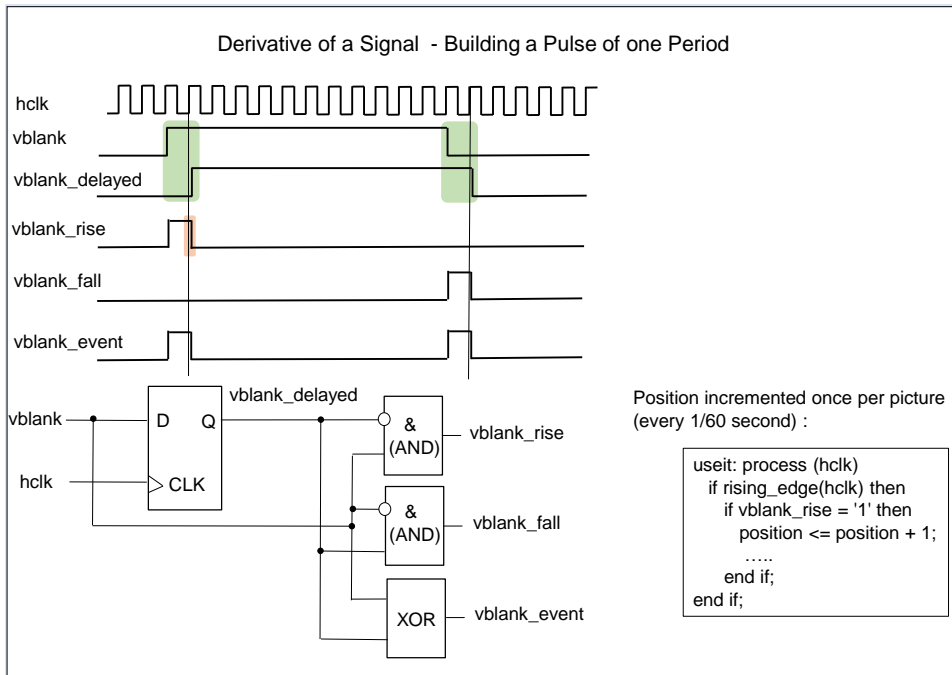 Derivative of a Signal - Building a Pulse of one Period
hclk
vblank
vblank_delayed
vblank_rise
vblank_fall
vblank_event
vblank_delayed
vblank
D Q
hclk
CLK
&
(AND)
vblank_rise
&
(AND)
vblank_fall
XOR
vblank_event
Position incremented once per picture
(every 1/60 second) :
useit: process (hclk)
if rising_edge(hclk) then
if vblank_rise = '1' then
position <= position + 1;
.....
end if;
end if;